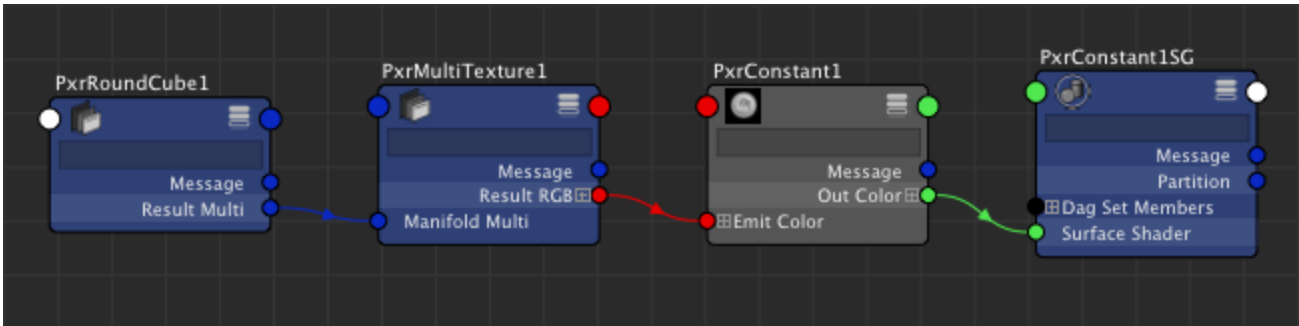 PxrRoundCube1
Message
Result Multi
PxrMultiTexture1
Message
Result RGB
Manifold Multi
PxrConstant1
Message
Out Color
Emit Color
PxrConstant1SG
Message
Partition
Dag Set Members
Surface Shader